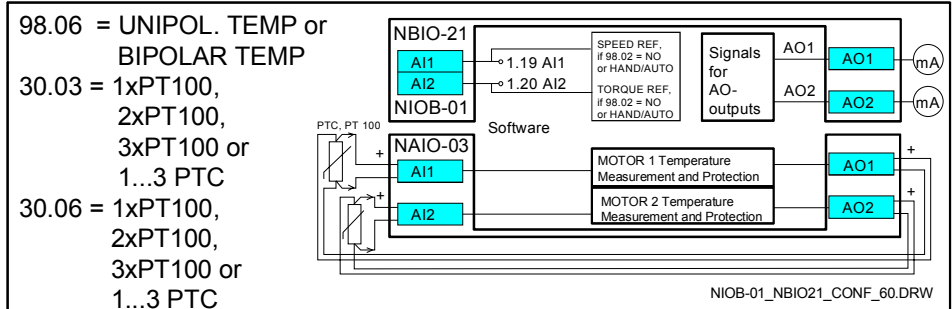 98.06 = UNIPOL. TEMP or
BIPOLAR TEMP
30.03 = 1xPT100,
2xPT100,
3xPT100 or
1...3 PTC
30.06 = 1xPT100,
2xPT100,
3xPT100 or
1...3 PTC
NBIO-21
AI1
AI2
NIOB-01
1.19 AI1
1.20 AI2
SPEED REF,
if 98.02 = NO
or HAND/AUTO
TORQUE REF,
if 98.02 = NO
or HAND/AUTO
Signals
for
AO-
outputs
AO1
AO2
AO1
AO2
mA
mA
Software
PTC, PT 100
+
+
NAIO-03
AI1
AI2
MOTOR 1 Temperature
Measurement and Protection
MOTOR 2 Temperature
Measurement and Protection
AO1
AO2
+
+
NIOB-01_NBIO21_CONF_60.DRW